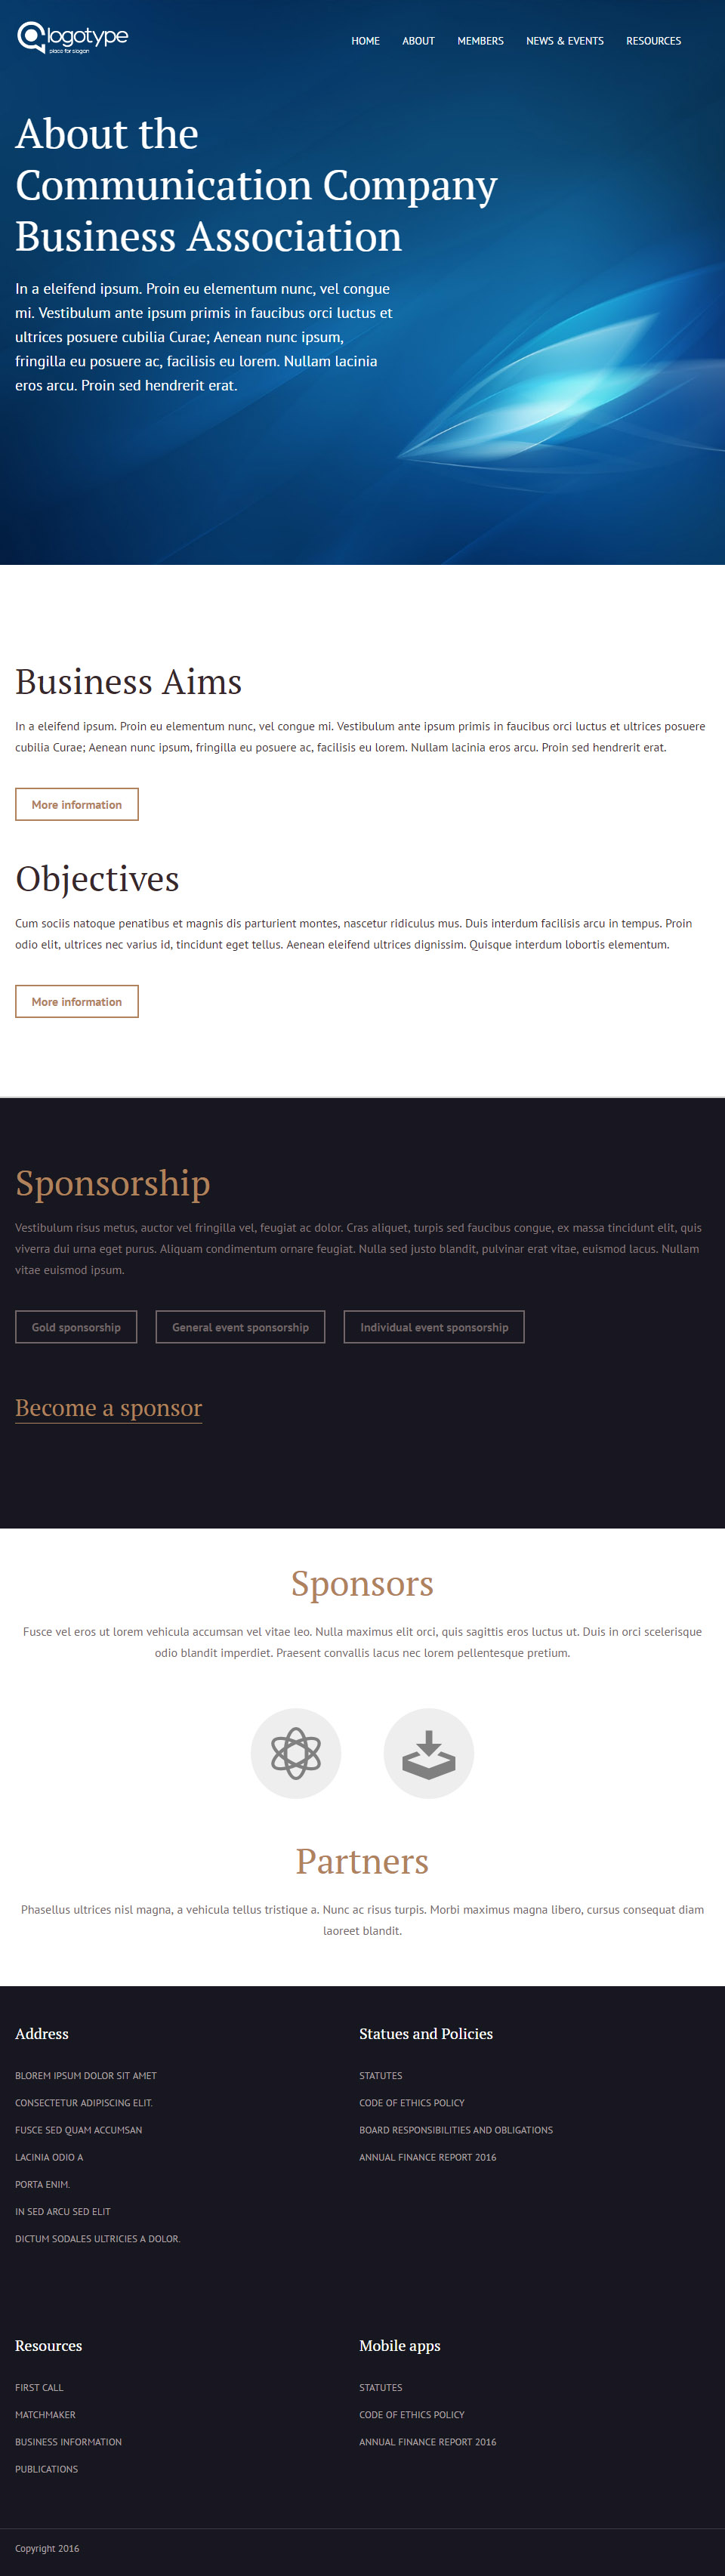 logotype
place for slogan
HOME ABOUT MEMBERS NEWS & EVENTS RESOURCES
About the
Communication Company
Business Association
In a eleifend ipsum. Proin eu elementum nunc, vel congue
mi. Vestibulum ante ipsum primis in faucibus orci luctus et
ultrices posuere cubilia Curae; Aenean nunc ipsum,
fringilla eu posuere ac, facilisis eu lorem. Nullam lacinia
eros arcu. Proin sed hendrerit erat.
Business Aims
In a eleifend ipsum. Proin eu elementum nunc, vel congue mi. Vestibulum ante ipsum primis in faucibus orci luctus et ultrices posuere
cubilia Curae; Aenean nunc ipsum, fringilla eu posuere ac, facilisis eu lorem. Nullam lacinia eros arcu. Proin sed hendrerit erat.
More information
Objectives
Cum sociis natoque penatibus et magnis dis parturient montes, nascetur ridiculus mus. Duis interdum facilisis arcu in tempus. Proin
odio elit, ultrices nec varius id, tincidunt eget tellus. Aenean eleifend ultrices dignissim. Quisque interdum lobortis elementum.
More information
Sponsorship
Vestibulum risus metus, auctor vel fringilla vel, feugiat ac dolor. Cras aliquet, turpis sed faucibus congue, ex massa tincidunt elit, quis
viverra dui urna eget purus. Aliquam condimentum ornare feugiat. Nulla sed justo blandit, pulvinar erat vitae, euismod lacus. Nullam
vitae euismod ipsum.
Gold sponsorship General event sponsorship Individual event sponsorship
Become a sponsor
Sponsors
Fusce vel eros ut lorem vehicula accumsan vel vitae leo. Nulla maximus elit orci, quis sagittis eros luctus ut. Duis in orci scelerisque
odio blandit imperdiet. Praesent convallis lacus nec lorem pellentesque pretium.
Partners
Phasellus ultrices nisl magna, a vehicula tellus tristique a. Nunc ac risus turpis. Morbi maximus magna libero, cursus consequat diam
laoreet blandit.
Address
BLOREM IPSUM DOLOR SIT AMET
CONSECTETUR ADIPISCING ELIT.
FUSCE SED QUAM ACCUMSAN
LACINIA ODIO A
PORTA ENIM.
IN SED ARCU SED ELIT
DICTUM SODALES ULTRICIES A DOLOR.
Statues and Policies
STATUTES
CODE OF ETHICS POLICY
BOARD RESPONSIBILITIES AND OBLIGATIONS
ANNUAL FINANCE REPORT 2016
Resources
FIRST CALL
MATCHMAKER
BUSINESS INFORMATION
PUBLICATIONS
Mobile apps
STATUTES
CODE OF ETHICS POLICY
ANNUAL FINANCE REPORT 2016
Copyright 2016